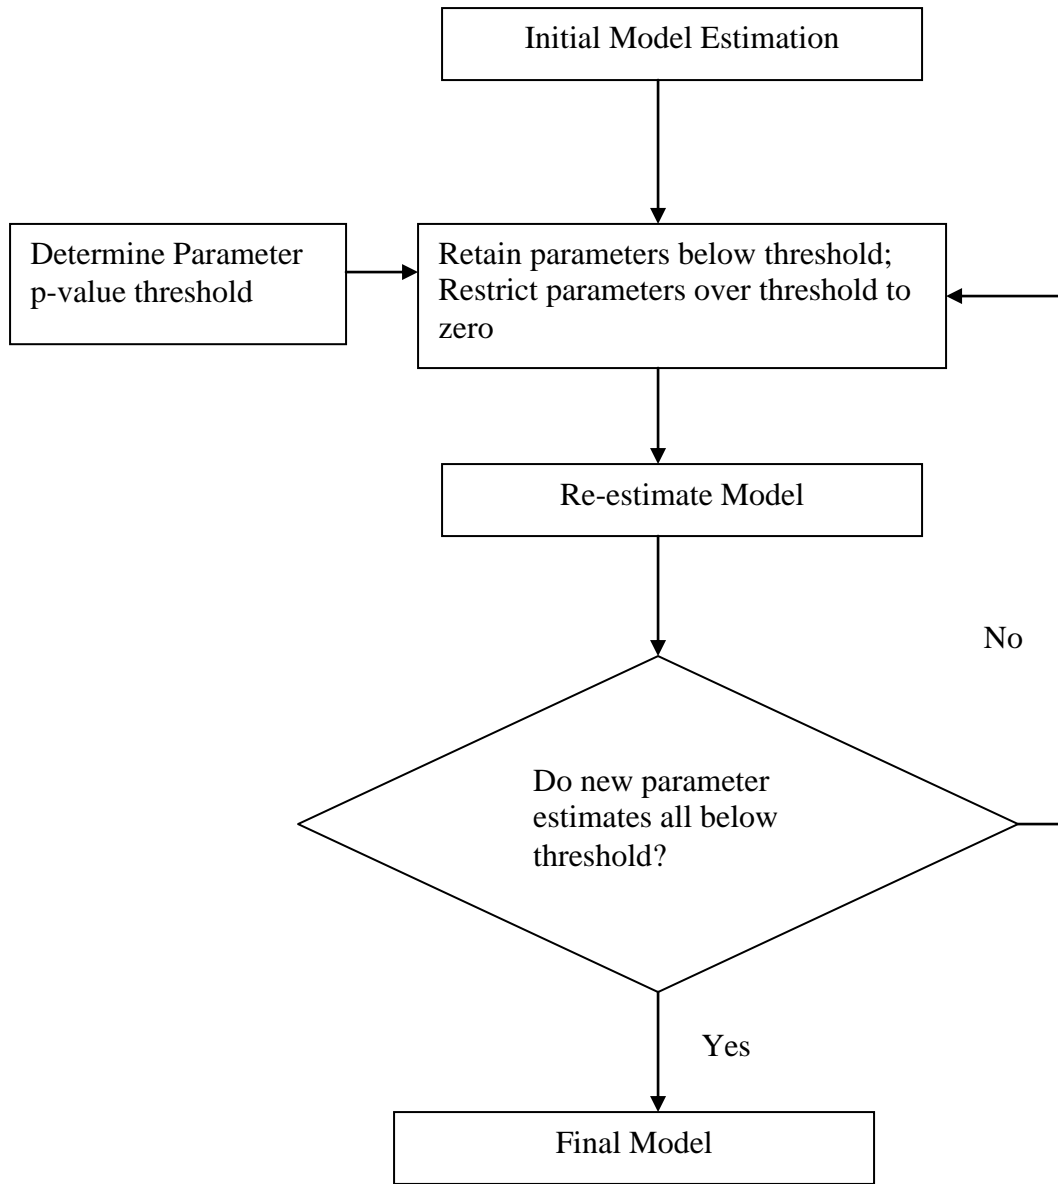 Initial Model Estimation
Determine Parameter
p-value threshold
Retain parameters below threshold;
Restrict parameters over threshold to
zero
Re-estimate Model
No
Do new parameter
estimates all below
threshold?
Yes
Final Model